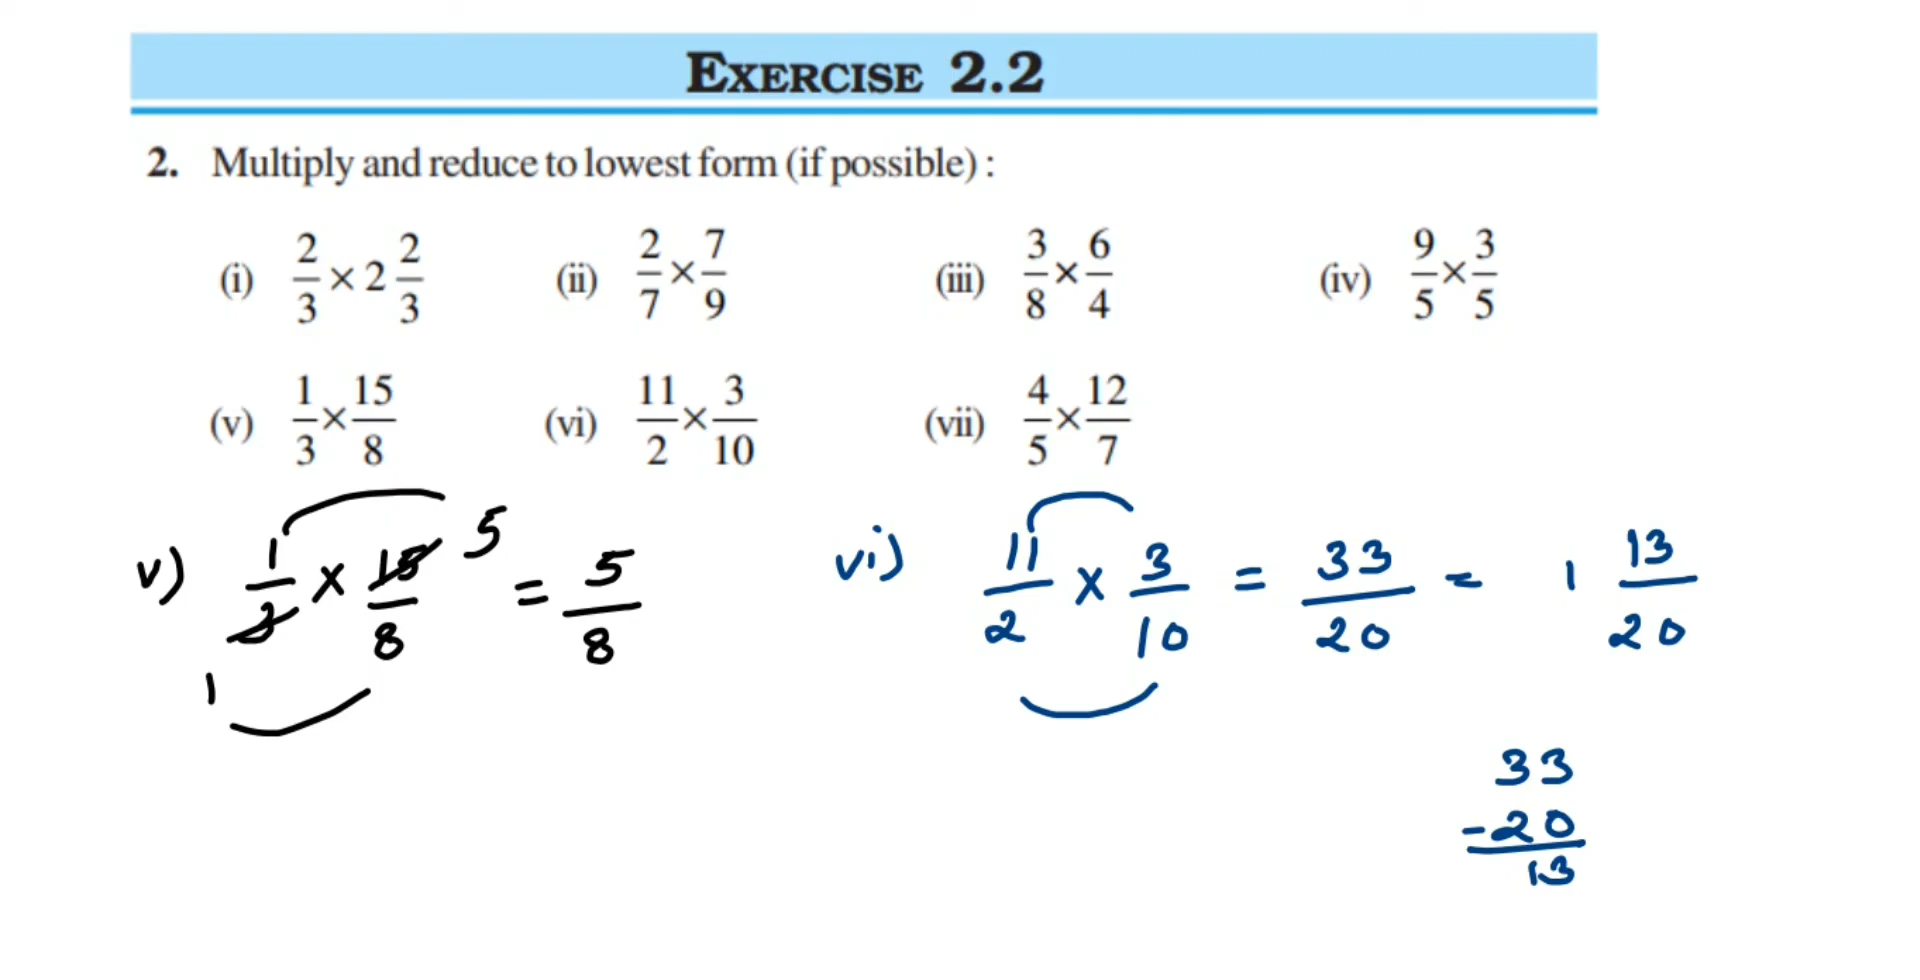 EXERCISE 2.2
2. Multiply and reduce to lowest form (if possible) :
(i) 2/3 × 2 2/3 (ii) 2/7 × 7/9 (iii) 3/8 × 6/4 (iv) 9/5 × 3/5
(v) 1/3 × 15/8 (vi) 11/2 × 3/10 (vii) 4/5 × 12/7
v) 1/3 × 15/8 = 5/8 vi) 11/2 × 3/10 = 33/20 = 1 13/20
5
1
33
-20
13